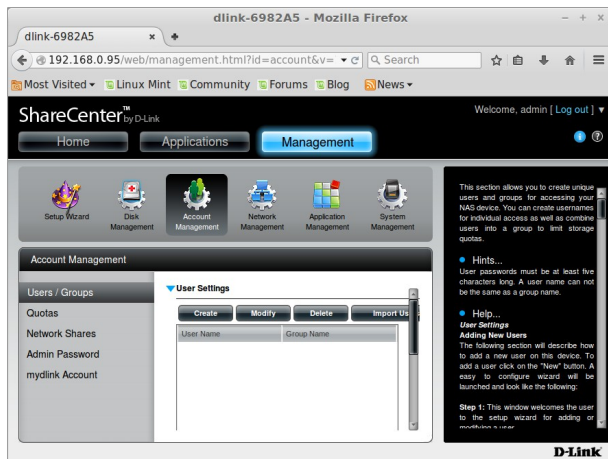 dlink-6982A5 - Mozilla Firefox
dlink-6982A5
192.168.0.95/web/management.html?id=account&v=
Search
Most Visited
Linux Mint
Community
Forums
Blog
News
ShareCenter™ by D-Link
Welcome, admin [ Log out ]
Home
Applications
Management
Setup Wizard
Disk Management
Account Management
Network Management
Application Management
System Management
Account Management
Users / Groups
Quotas
Network Shares
Admin Password
mydlink Account
User Settings
Create
Modify
Delete
Import Us
User Name
Group Name
This section allows you to create unique
users and groups for accessing your
NAS device. You can create usernames
for individual access as well as combine
users into a group to limit storage
quotas.
Hints...
User passwords must be at least five
characters long. A user name can not
be the same as a group name.
Help...
User Settings
Adding New Users
The following section will describe how
to add a new user on this device. To
add a user click on the "New" button. A
easy to configure wizard will be
launched and look like the following:
Step 1: This window welcomes the user
to the setup wizard for adding or
modifying a user
D-Link